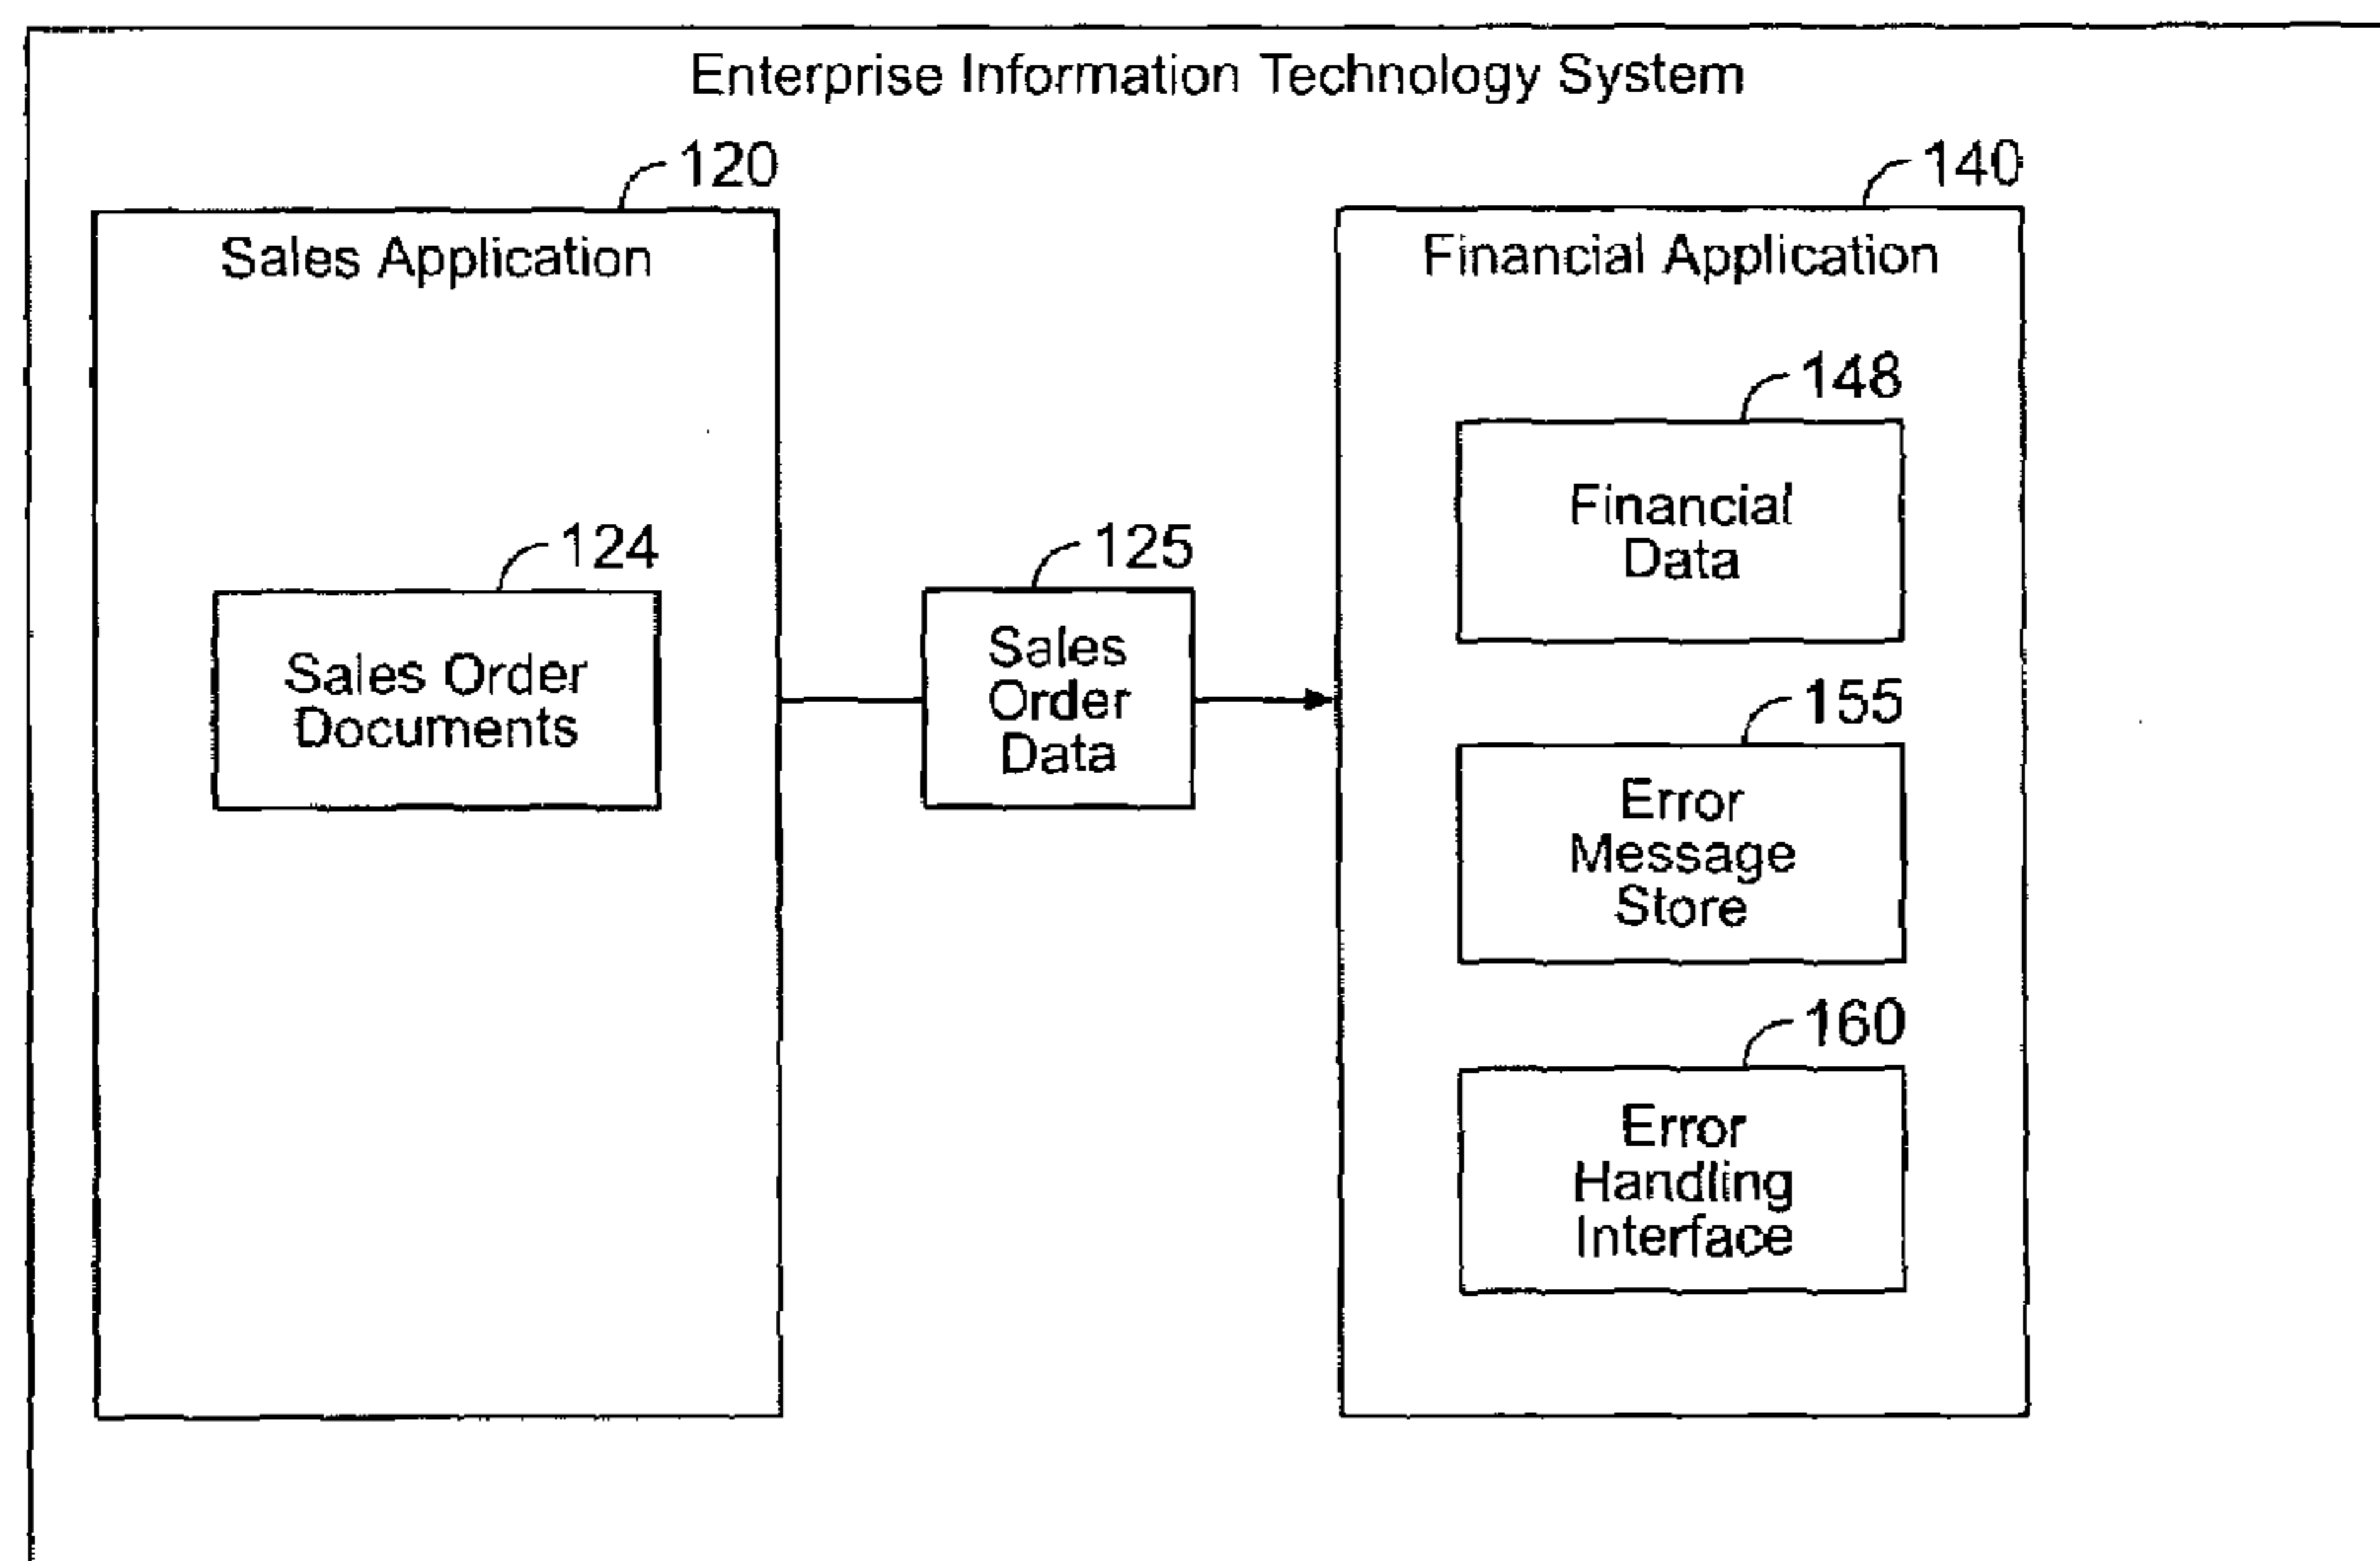 Enterprise Information Technology System
120
Sales Application
124
Sales Order
Documents
125
Sales
Order
Data
140
Financial Application
148
Financial
Data
155
Error
Message
Store
160
Error
Handling
Interface